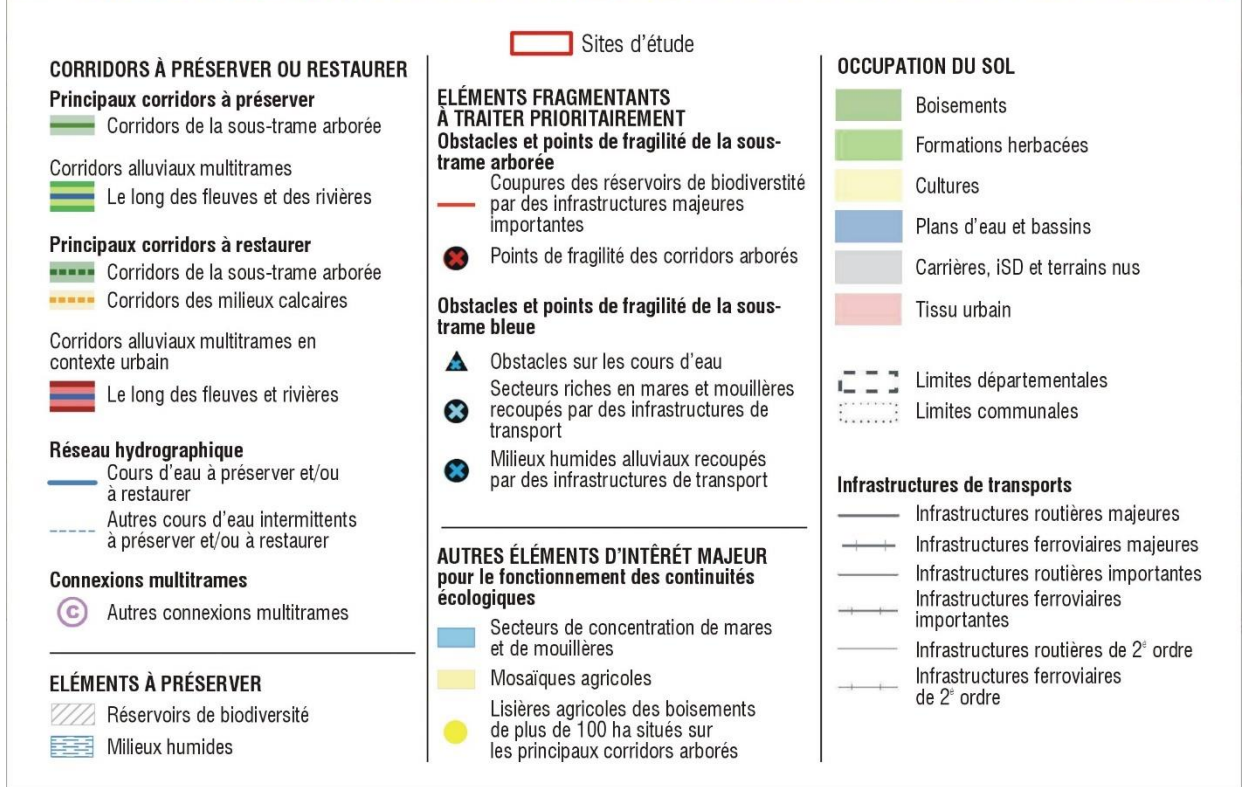 Sites d'étude
CORRIDORS À PRÉSERVER OU RESTAURER
Principaux corridors à préserver
Corridors de la sous-trame arborée
Corridors alluviaux multitrames
Le long des fleuves et des rivières
Principaux corridors à restaurer
Corridors de la sous-trame arborée
Corridors des milieux calcaires
Corridors alluviaux multitrames en
contexte urbain
Le long des fleuves et rivières
Réseau hydrographique
Cours d'eau à préserver et/ou
à restaurer
Autres cours d'eau intermittents
à préserver et/ou à restaurer
Connexions multitrames
C Autres connexions multitrames
ELÉMENTS À PRÉSERVER
Réservoirs de biodiversité
Milieux humides
ELÉMENTS FRAGMENTANTS
À TRAITER PRIORITAIREMENT
Obstacles et points de fragilité de la sous-
trame arborée
Coupures des réservoirs de biodiverstité
par des infrastructures majeures
importantes
Points de fragilité des corridors arborés
Obstacles et points de fragilité de la sous-
trame bleue
Obstacles sur les cours d'eau
Secteurs riches en mares et mouillères
recoupés par des infrastructures de
transport
Milieux humides alluviaux recoupés
par des infrastructures de transport
AUTRES ÉLÉMENTS D'INTÊRÉT MAJEUR
pour le fonctionnement des continuités
écologiques
Secteurs de concentration de mares
et de mouillères
Mosaïques agricoles
Lisières agricoles des boisements
de plus de 100 ha situés sur
les principaux corridors arborés
OCCUPATION DU SOL
Boisements
Formations herbacées
Cultures
Plans d'eau et bassins
Carrières, iSD et terrains nus
Tissu urbain
Limites départementales
Limites communales
Infrastructures de transports
Infrastructures routières majeures
Infrastructures ferroviaires majeures
Infrastructures routières importantes
Infrastructures ferroviaires
importantes
Infrastructures routières de 2é ordre
Infrastructures ferroviaires
de 2é ordre